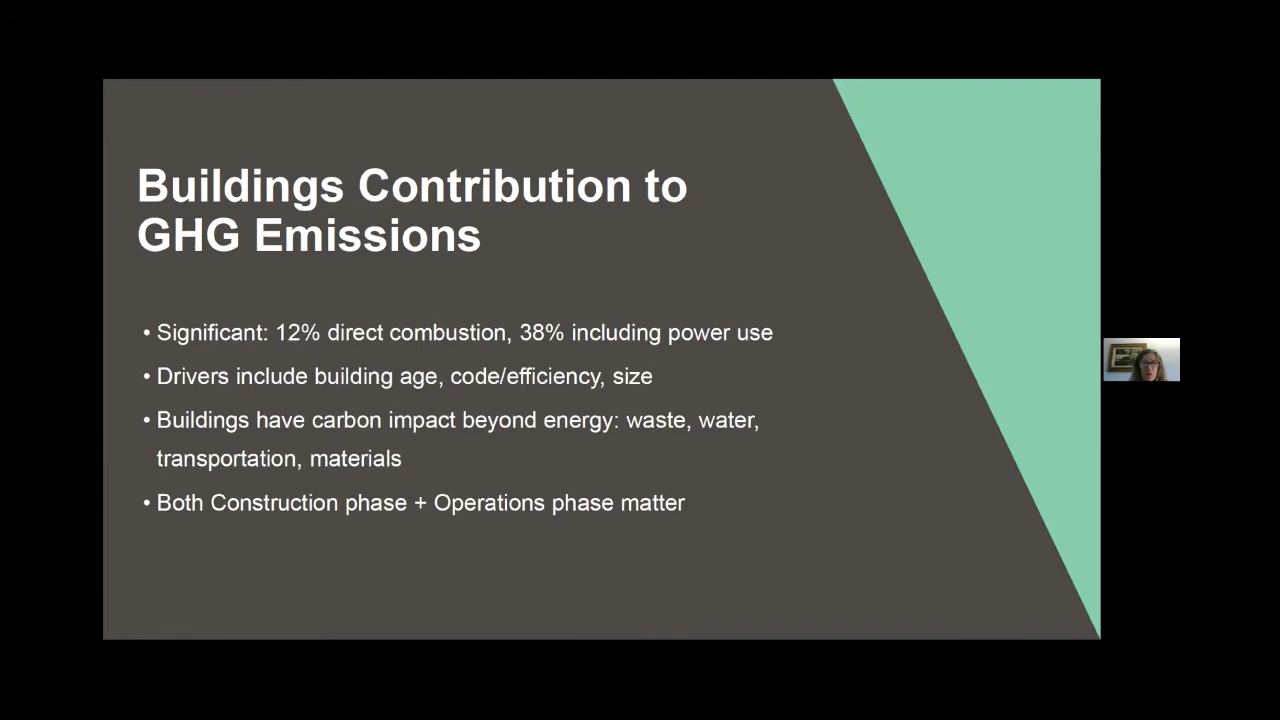 Buildings Contribution to
GHG Emissions
• Significant: 12% direct combustion, 38% including power use
• Drivers include building age, code/efficiency, size
• Buildings have carbon impact beyond energy: waste, water,
transportation, materials
• Both Construction phase + Operations phase matter